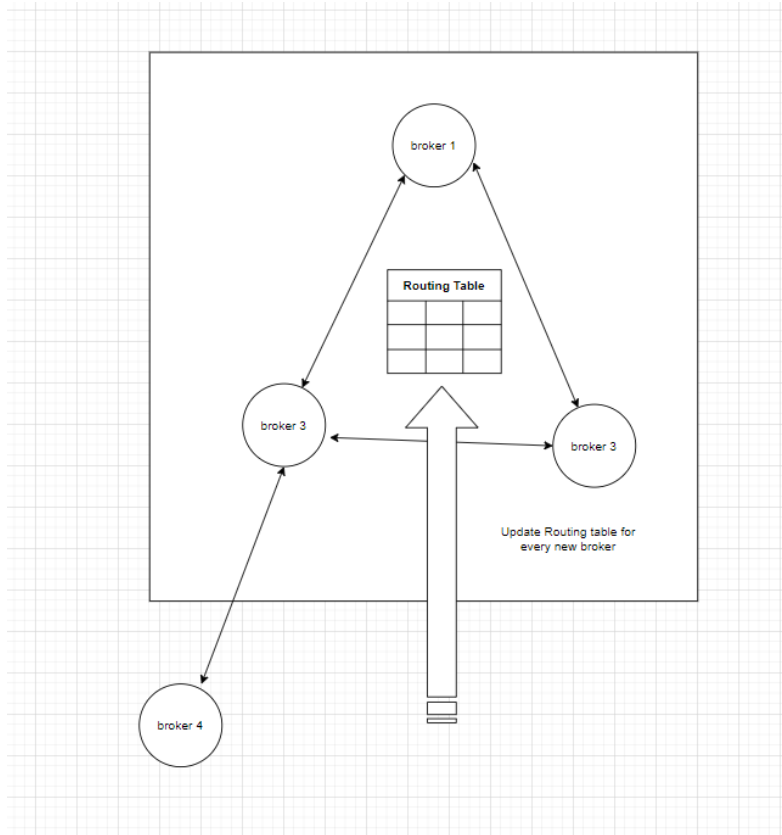 broker 1
Routing Table
broker 3
broker 3
Update Routing table for
every new broker
broker 4